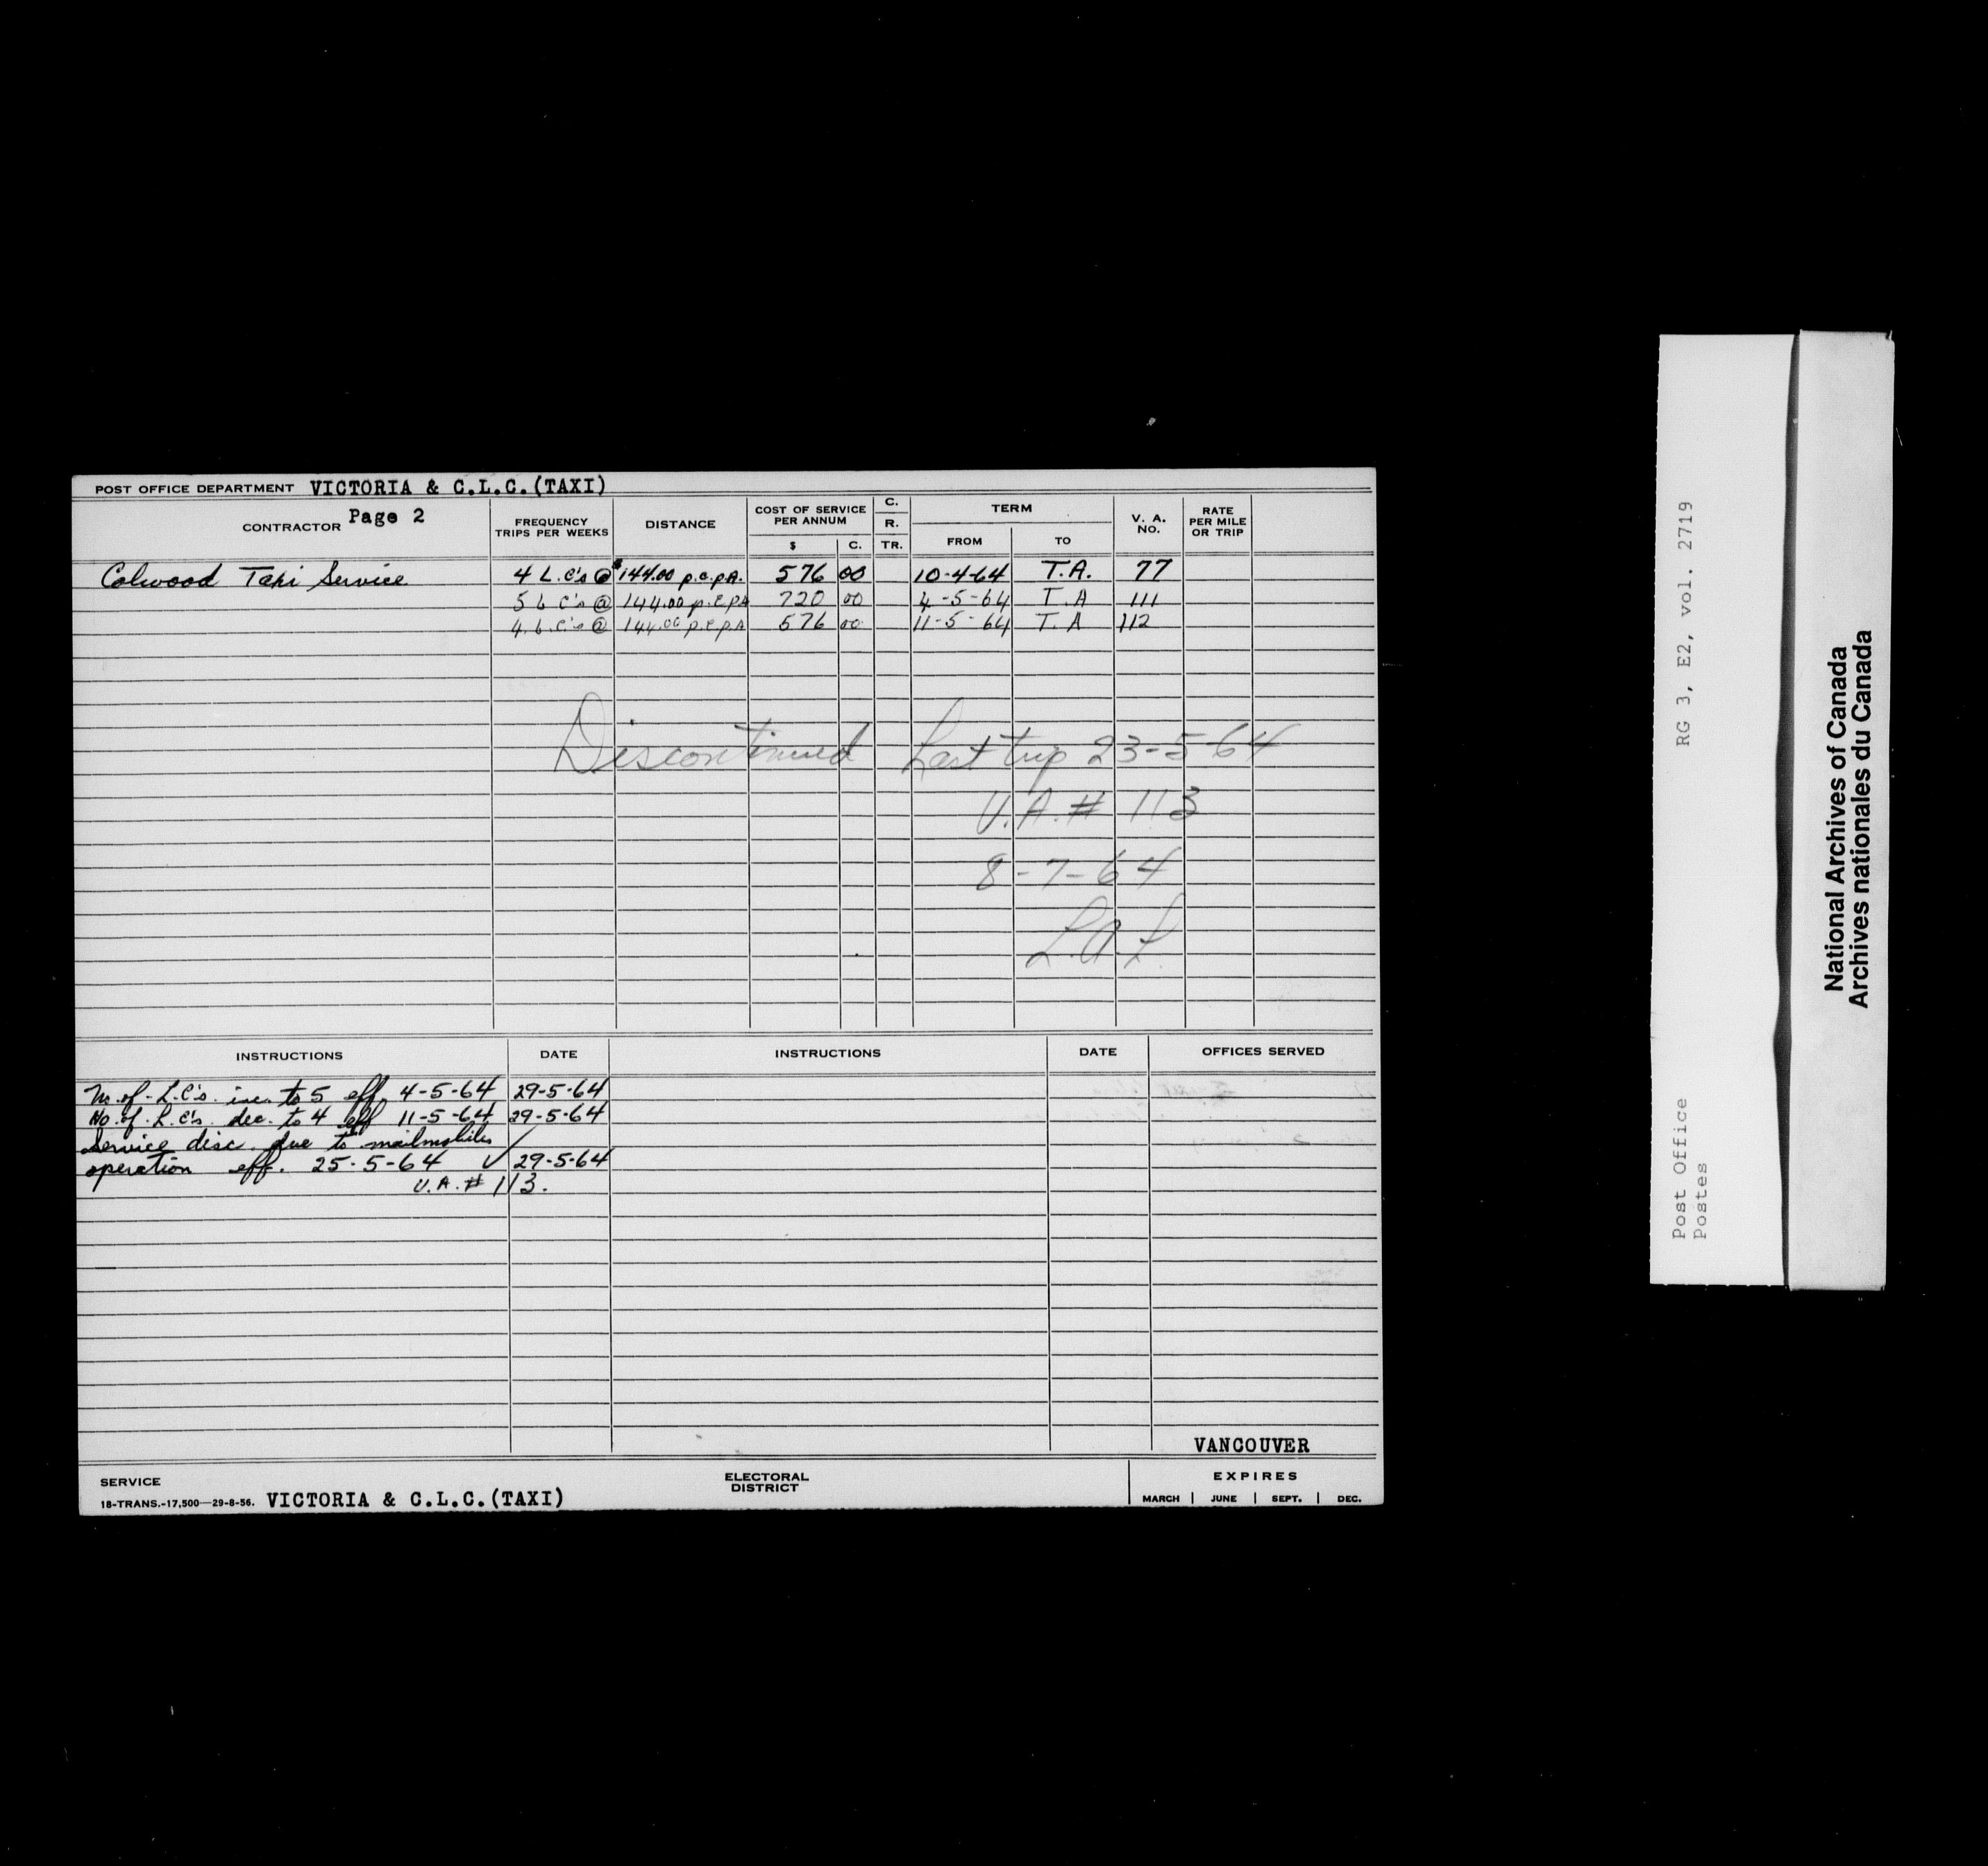 POST OFFICE DEPARTMENT VICTORIA & C.L.C.(TAXI)
CONTRACTOR Page 2
FREQUENCY TRIPS PER WEEKS
DISTANCE
COST OF SERVICE PER ANNUM
$ C.
C. R. TR.
TERM
FROM TO
V. A. NO.
RATE PER MILE OR TRIP
Colwood Taxi Service 4 L.C's @ $144.00 p.c.p.A. 576 00 10-4-64 T.A. 77
5 L C's @ 144.00 p.c.p.A 720 00 4-5-64 T.A 111
4 L.C's @ 144.00 p.c.p.A 576 00 11-5-64 T.A 112
Discontinued Last trip 23-5-64
V.A. # 113
8-7-64
INSTRUCTIONS DATE INSTRUCTIONS DATE OFFICES SERVED
No. of L.C's. inc. to 5 eff. 4-5-64 29-5-64
No. of L.C's. dec. to 4 eff 11-5-64 29-5-64
Service disc. due to mailmobiles
operation eff. 25-5-64 ✓ 29-5-64
V.A. # 113.
VANCOUVER
SERVICE
18-TRANS.-17,500—29-8-56. VICTORIA & C.L.C.(TAXI)
ELECTORAL DISTRICT
EXPIRES
MARCH | JUNE | SEPT. | DEC.
RG 3, E2, vol. 2719
Post Office
Postes
National Archives of Canada
Archives nationales du Canada